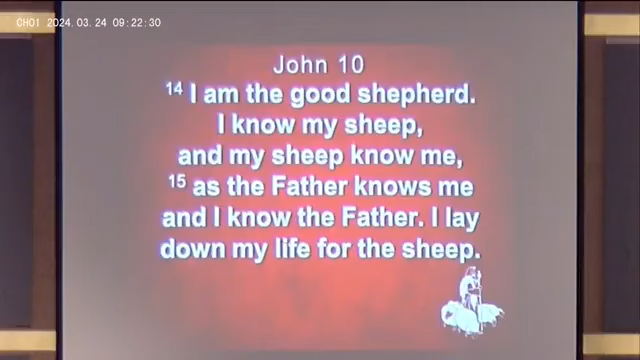 CH01 2024.03.24 09:22:30
John 10
14 I am the good shepherd.
I know my sheep,
and my sheep know me,
15 as the Father knows me
and I know the Father. I lay
down my life for the sheep.